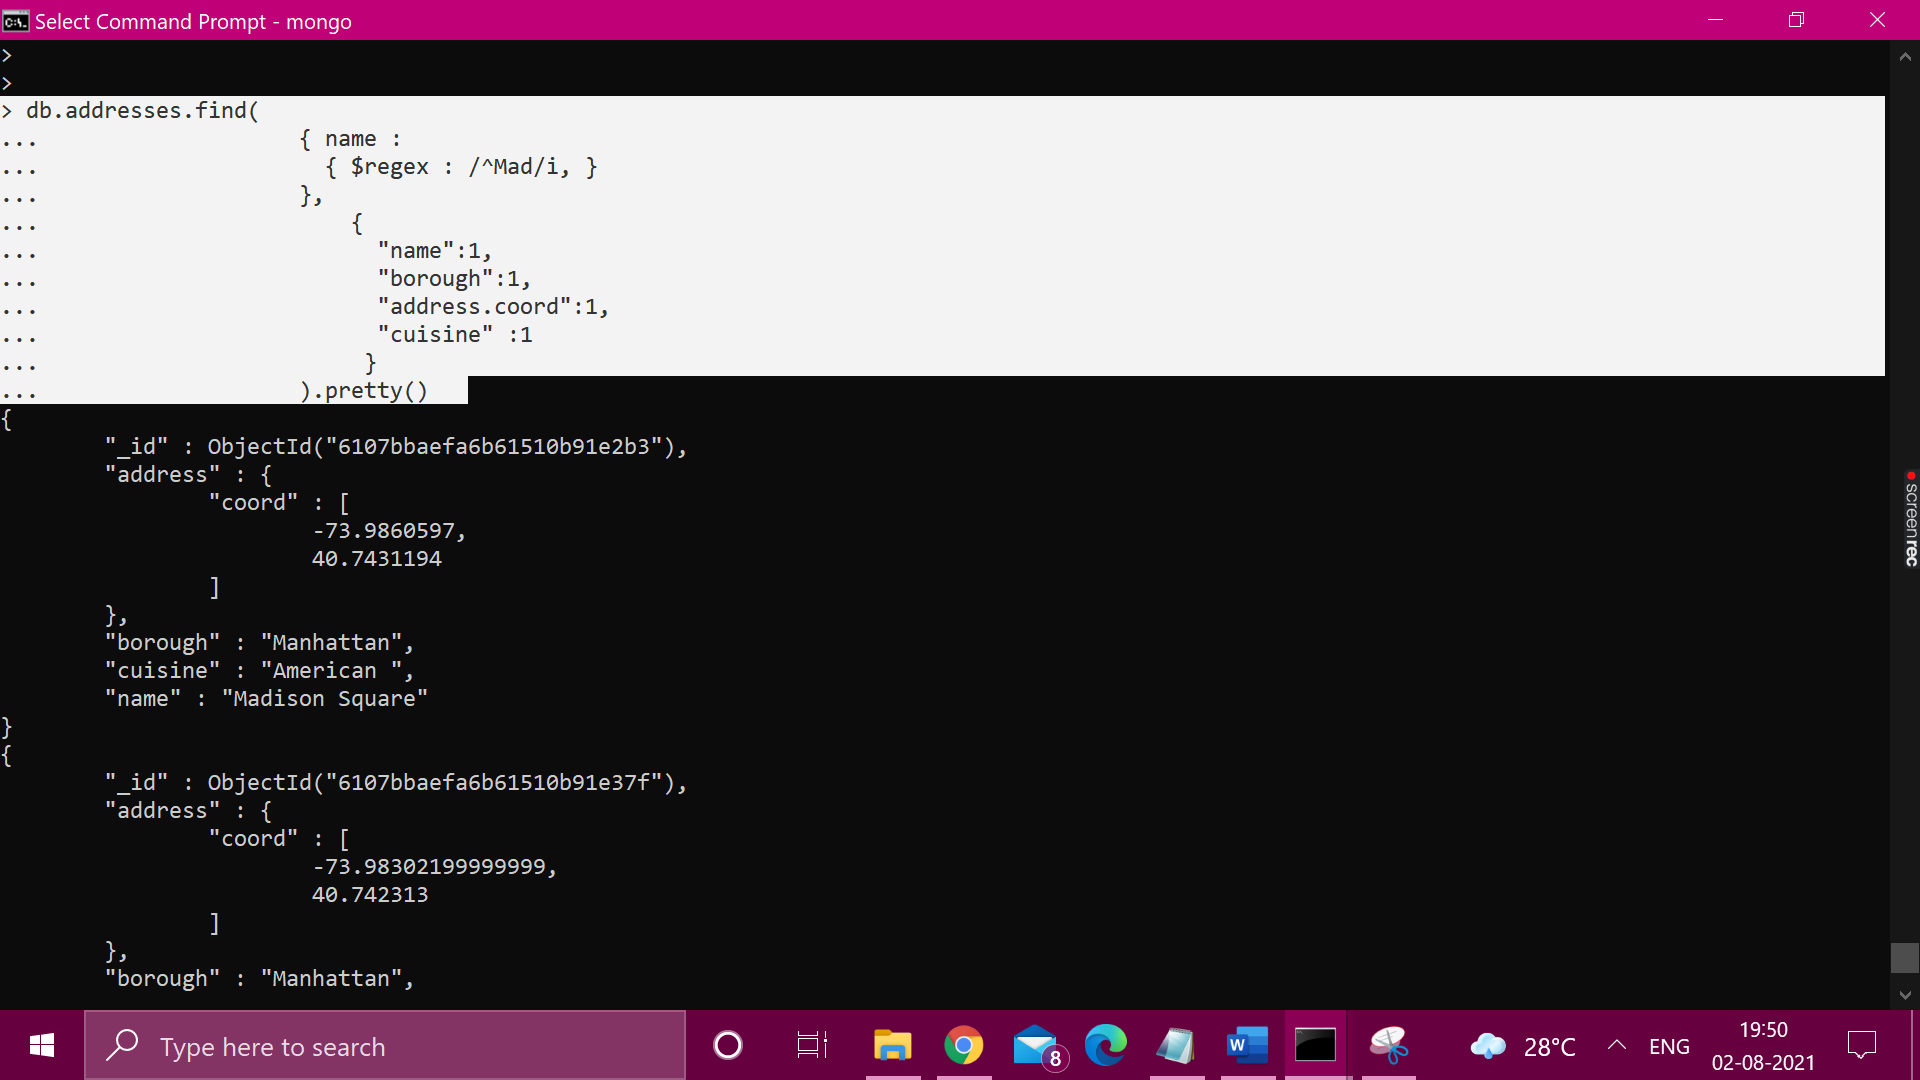 Select Command Prompt - mongo
>
>
> db.addresses.find(
... { name :
... { $regex : /^Mad/i, }
... },
... {
... "name":1,
... "borough":1,
... "address.coord":1,
... "cuisine" :1
... }
... ).pretty()
{
"_id" : ObjectId("6107bbaefa6b61510b91e2b3"),
"address" : {
"coord" : [
-73.9860597,
40.7431194
]
},
"borough" : "Manhattan",
"cuisine" : "American ",
"name" : "Madison Square"
}
{
"_id" : ObjectId("6107bbaefa6b61510b91e37f"),
"address" : {
"coord" : [
-73.98302199999999,
40.742313
]
},
"borough" : "Manhattan",
screenrec
Type here to search
8
W
28°C
ENG
19:50
02-08-2021